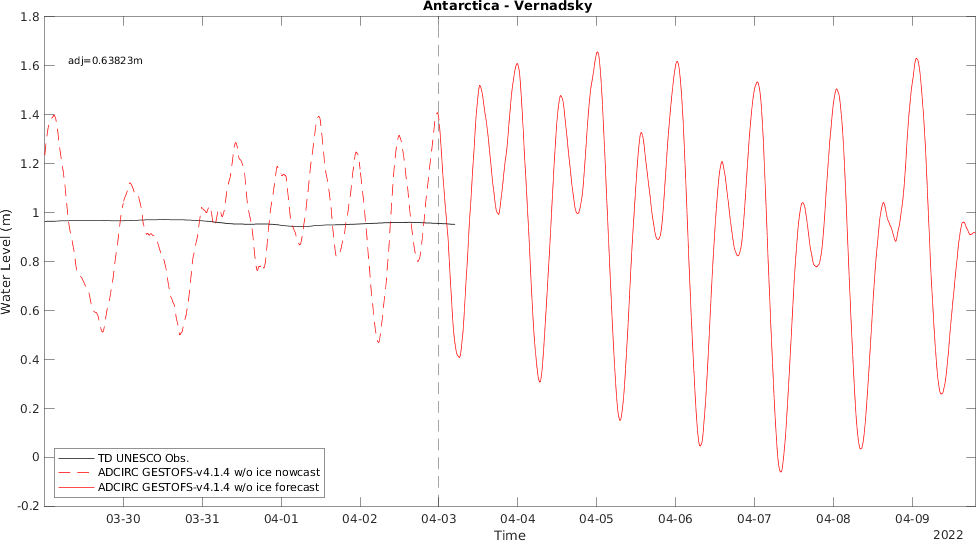 Antarctica - Vernadsky
1.8
1.6
1.4
1.2
1
0.8
0.6
0.4
0.2
0
-0.2
Water Level (m)
adj=0.63823m
TD UNESCO Obs.
ADCIRC GESTOFS-v4.1.4 w/o ice nowcast
ADCIRC GESTOFS-v4.1.4 w/o ice forecast
03-30 03-31 04-01 04-02 04-03 04-04 04-05 04-06 04-07 04-08 04-09
Time
2022